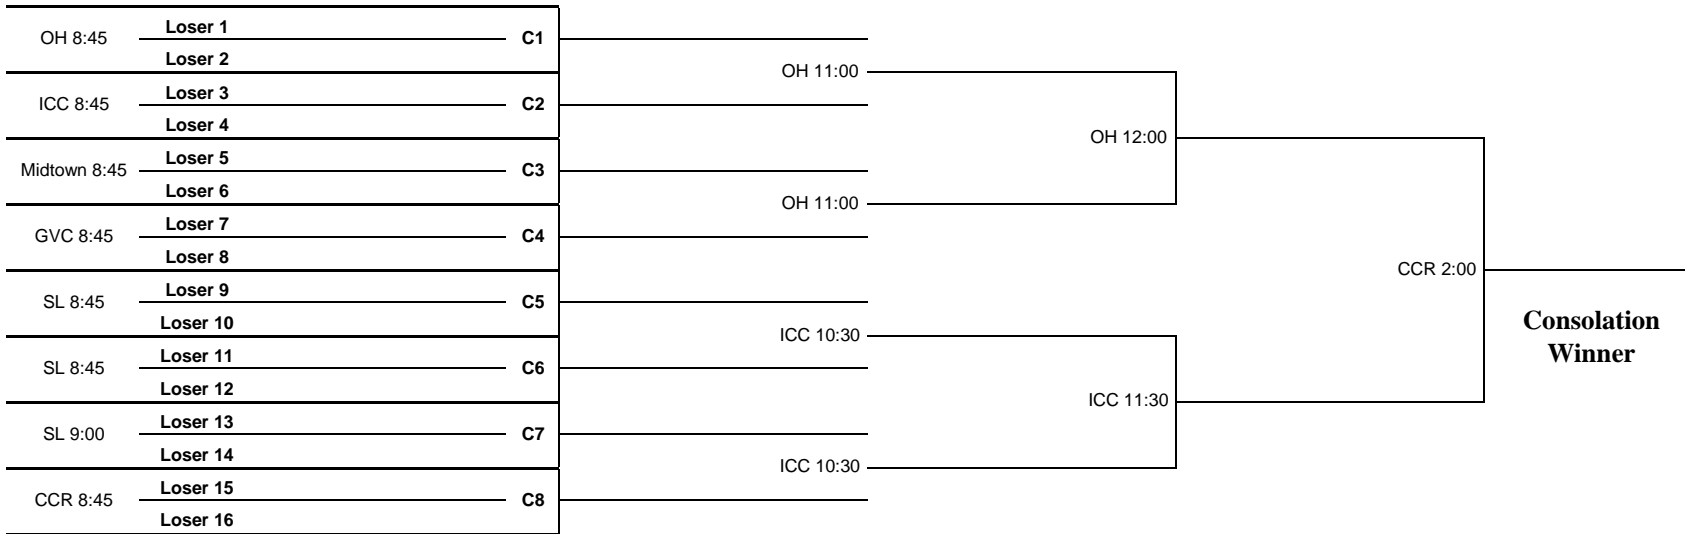 Loser 1
OH 8:45
C1
Loser 2
OH 11:00
Loser 3
ICC 8:45
C2
Loser 4
OH 12:00
Loser 5
Midtown 8:45
C3
Loser 6
OH 11:00
Loser 7
GVC 8:45
C4
Loser 8
CCR 2:00
Loser 9
SL 8:45
C5
Loser 10
ICC 10:30
Consolation
Winner
Loser 11
SL 8:45
C6
Loser 12
ICC 11:30
Loser 13
SL 9:00
C7
Loser 14
ICC 10:30
Loser 15
CCR 8:45
C8
Loser 16